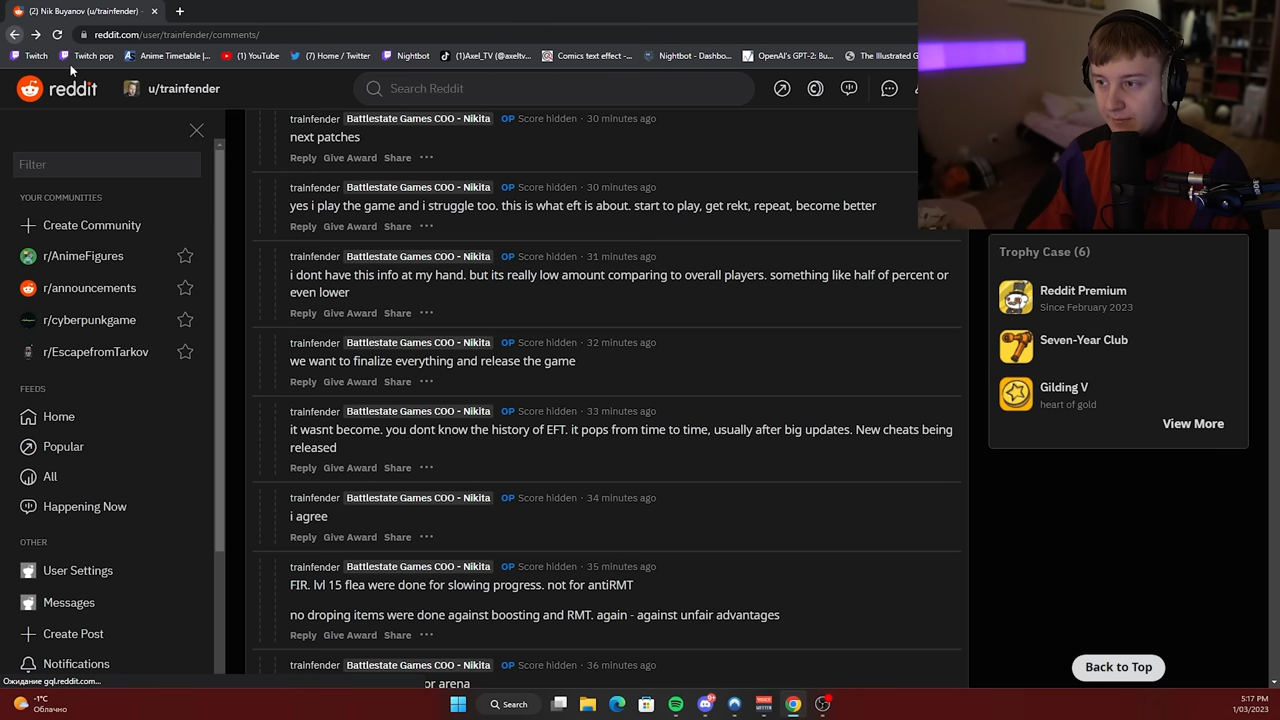 (2) Nik Buyanov (u/trainfender) -
reddit.com/user/trainfender/comments/
Twitch
Twitch pop
Anime Timetable |...
(1) YouTube
(7) Home / Twitter
Nightbot
Axel_TV (@axeltv...
Comics text effect -...
Nightbot - Dashbo...
OpenAI's GPT-2 b...
The Illustrated G
reddit
u/trainfender
Search Reddit
Filter
YOUR COMMUNITIES
Create Community
r/AnimeFigures
r/announcements
r/cyberpunkgame
r/EscapefromTarkov
FEEDS
Home
Popular
All
Happening Now
OTHER
User Settings
Messages
Create Post
Notifications
trainfender Battlestate Games COO - Nikita OP Score hidden · 30 minutes ago
next patches
Reply Give Award Share
trainfender Battlestate Games COO - Nikita OP Score hidden · 30 minutes ago
yes i play the game and i struggle too. this is what eft is about. start to play, get rekt, repeat, become better
Reply Give Award Share
trainfender Battlestate Games COO - Nikita OP Score hidden · 31 minutes ago
i dont have this info at my hand. but its really low amount comparing to overall players. something like half of percent or
even lower
Reply Give Award Share
trainfender Battlestate Games COO - Nikita OP Score hidden · 32 minutes ago
we want to finalize everything and release the game
Reply Give Award Share
trainfender Battlestate Games COO - Nikita OP Score hidden · 33 minutes ago
it wasnt become. you dont know the history of EFT. it pops from time to time, usually after big updates. New cheats being
released
Reply Give Award Share
trainfender Battlestate Games COO - Nikita OP Score hidden · 34 minutes ago
i agree
Reply Give Award Share
trainfender Battlestate Games COO - Nikita OP Score hidden · 35 minutes ago
FIR. lvl 15 flea were done for slowing progress. not for antiRMT
no droping items were done against boosting and RMT. again - against unfair advantages
Reply Give Award Share
trainfender Battlestate Games COO - Nikita OP Score hidden · 36 minutes ago
or arena
Trophy Case (6)
Reddit Premium
Since February 2023
Seven-Year Club
Gilding V
heart of gold
View More
Back to Top
Ожидание gql.reddit.com...
-1°C
Облачно
Search
5:17 PM
1/03/2023